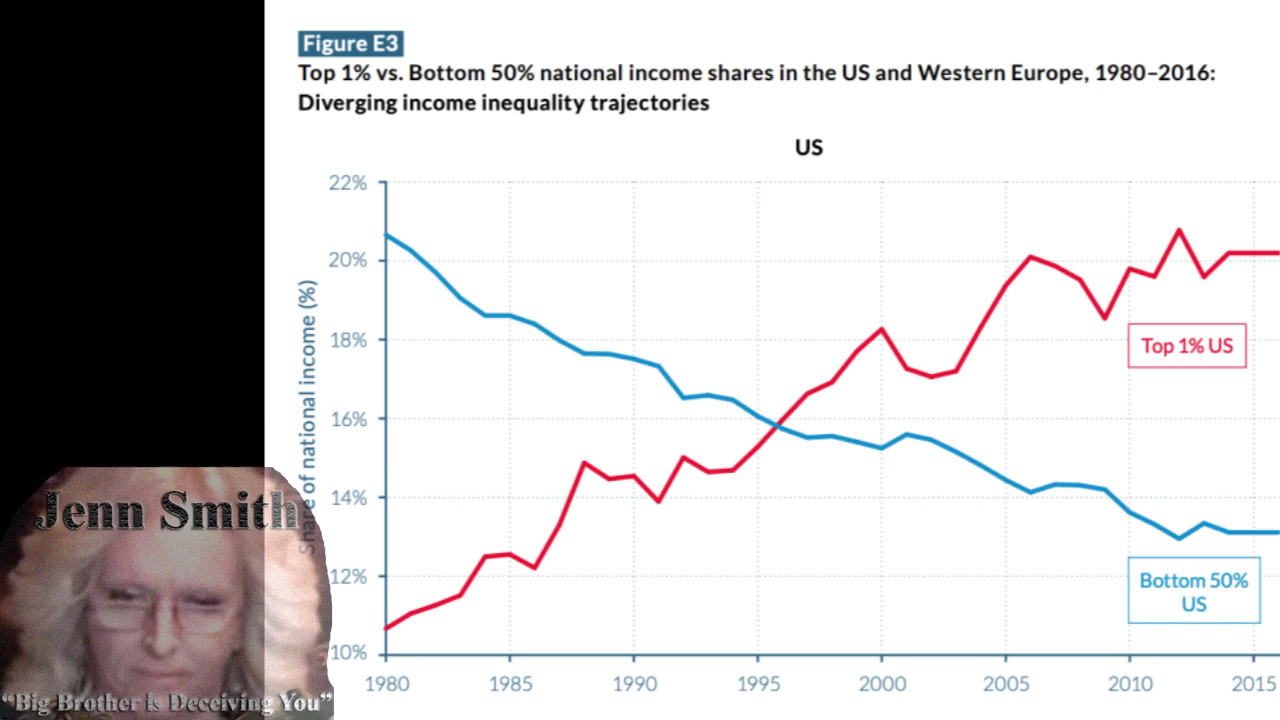 Figure E3
Top 1% vs. Bottom 50% national income shares in the US and Western Europe, 1980–2016:
Diverging income inequality trajectories
US
22%
20%
18%
16%
14%
12%
10%
Share of national income (%)
Top 1% US
Bottom 50%
US
1980 1985 1990 1995 2000 2005 2010 2015
Jenn Smith
“Big Brother is Deceiving You”